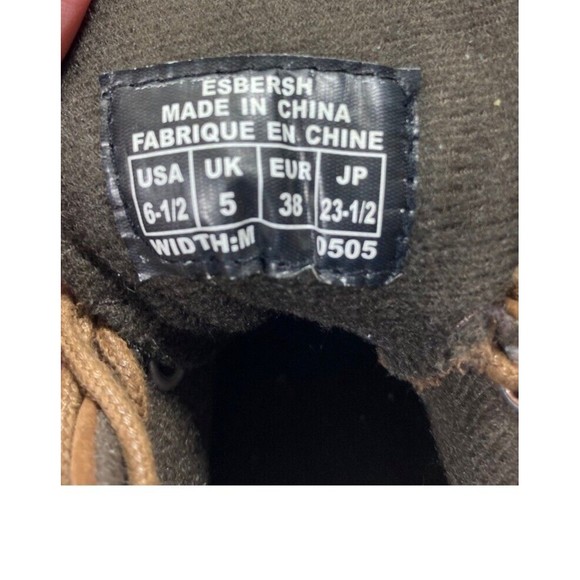 ESBERSH
MADE IN CHINA
FABRIQUE EN CHINE
USA UK EUR JP
6-1/2 5 38 23-1/2
WIDTH:M 0505